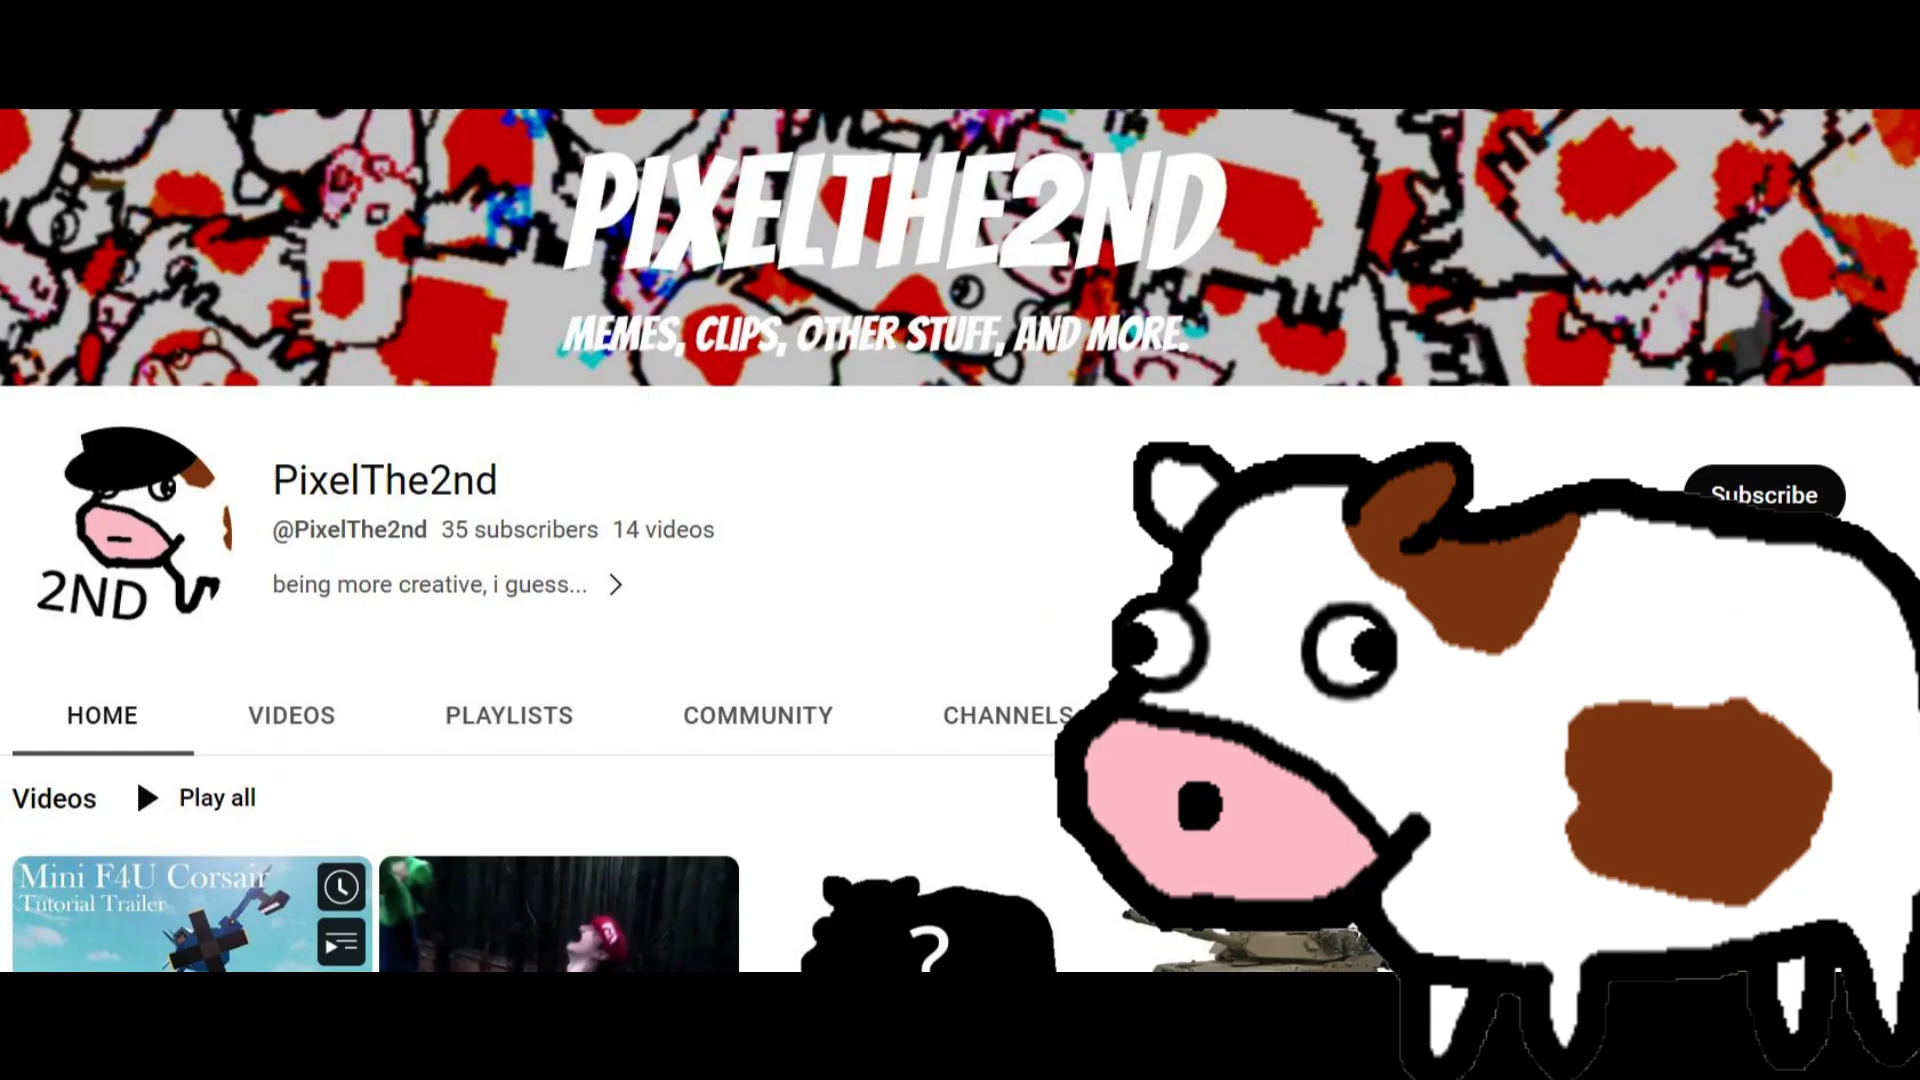 PIXELTHE2ND
MEMES, CLIPS, OTHER STUFF, AND MORE.
PixelThe2nd
@PixelThe2nd 35 subscribers 14 videos
being more creative, i guess...
2ND
Subscribe
HOME VIDEOS PLAYLISTS COMMUNITY CHANNELS
Videos Play all
Mini F4U Corsair
Tutorial Trailer
?